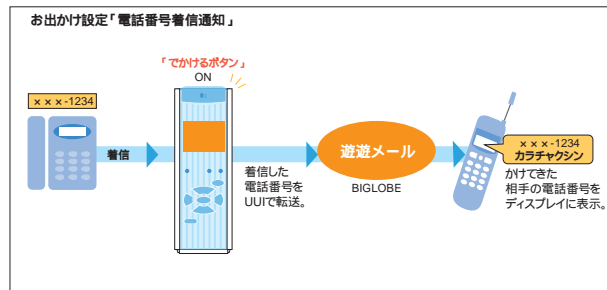 お出かけ設定「電話番号着信通知」
「でかけるボタン」
ON
×××-1234
着信
着信した
電話番号を
UUIで転送。
遊遊メール
BIGLOBE
×××-1234
カラチャクシン
かけてきた
相手の電話番号を
ディスプレイに表示。